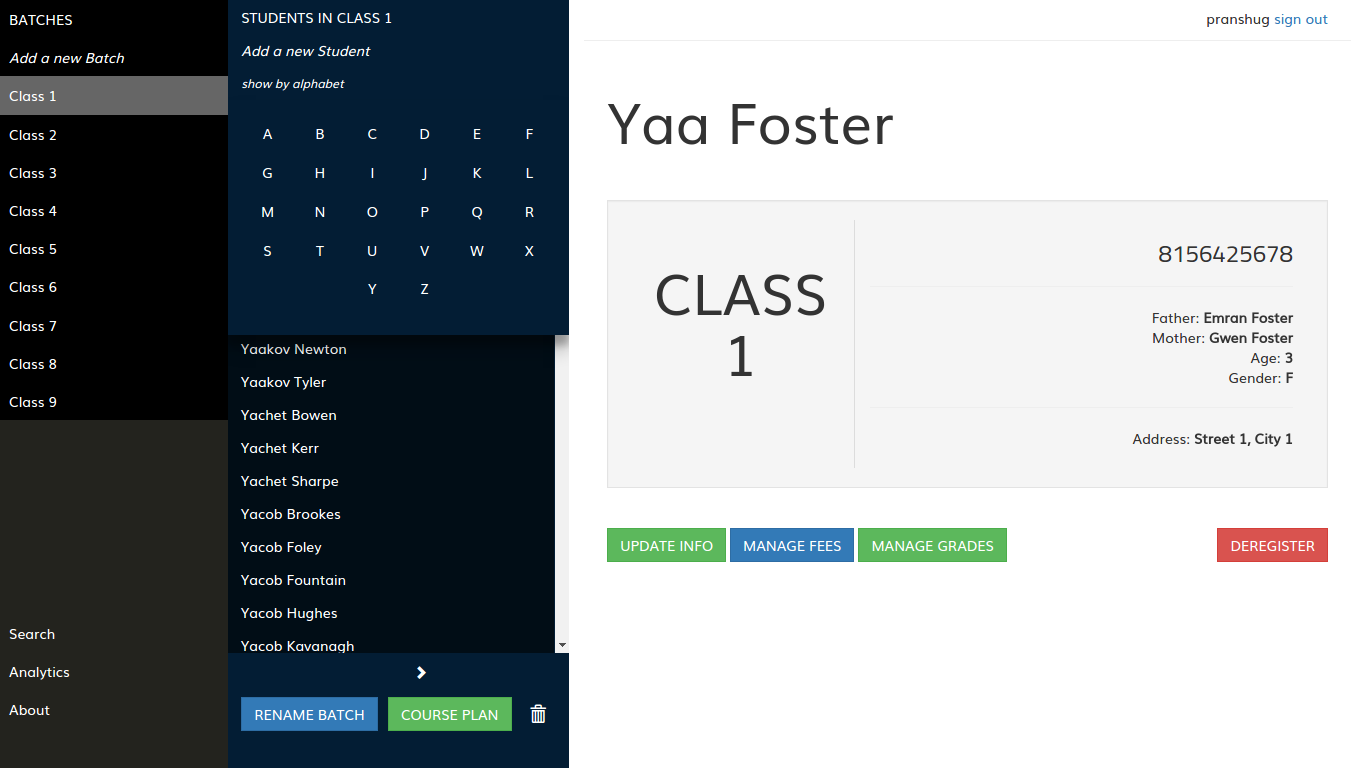 BATCHES
Add a new Batch
Class 1
Class 2
Class 3
Class 4
Class 5
Class 6
Class 7
Class 8
Class 9
Search
Analytics
About
STUDENTS IN CLASS 1
Add a new Student
show by alphabet
A B C D E F
G H I J K L
M N O P Q R
S T U V W X
Y Z
Yaakov Newton
Yaakov Tyler
Yachet Bowen
Yachet Kerr
Yachet Sharpe
Yacob Brookes
Yacob Foley
Yacob Fountain
Yacob Hughes
Yacob Kavanagh
RENAME BATCH COURSE PLAN
pranshug sign out
Yaa Foster
CLASS
1
8156425678
Father: Emran Foster
Mother: Gwen Foster
Age: 3
Gender: F
Address: Street 1, City 1
UPDATE INFO MANAGE FEES MANAGE GRADES DEREGISTER